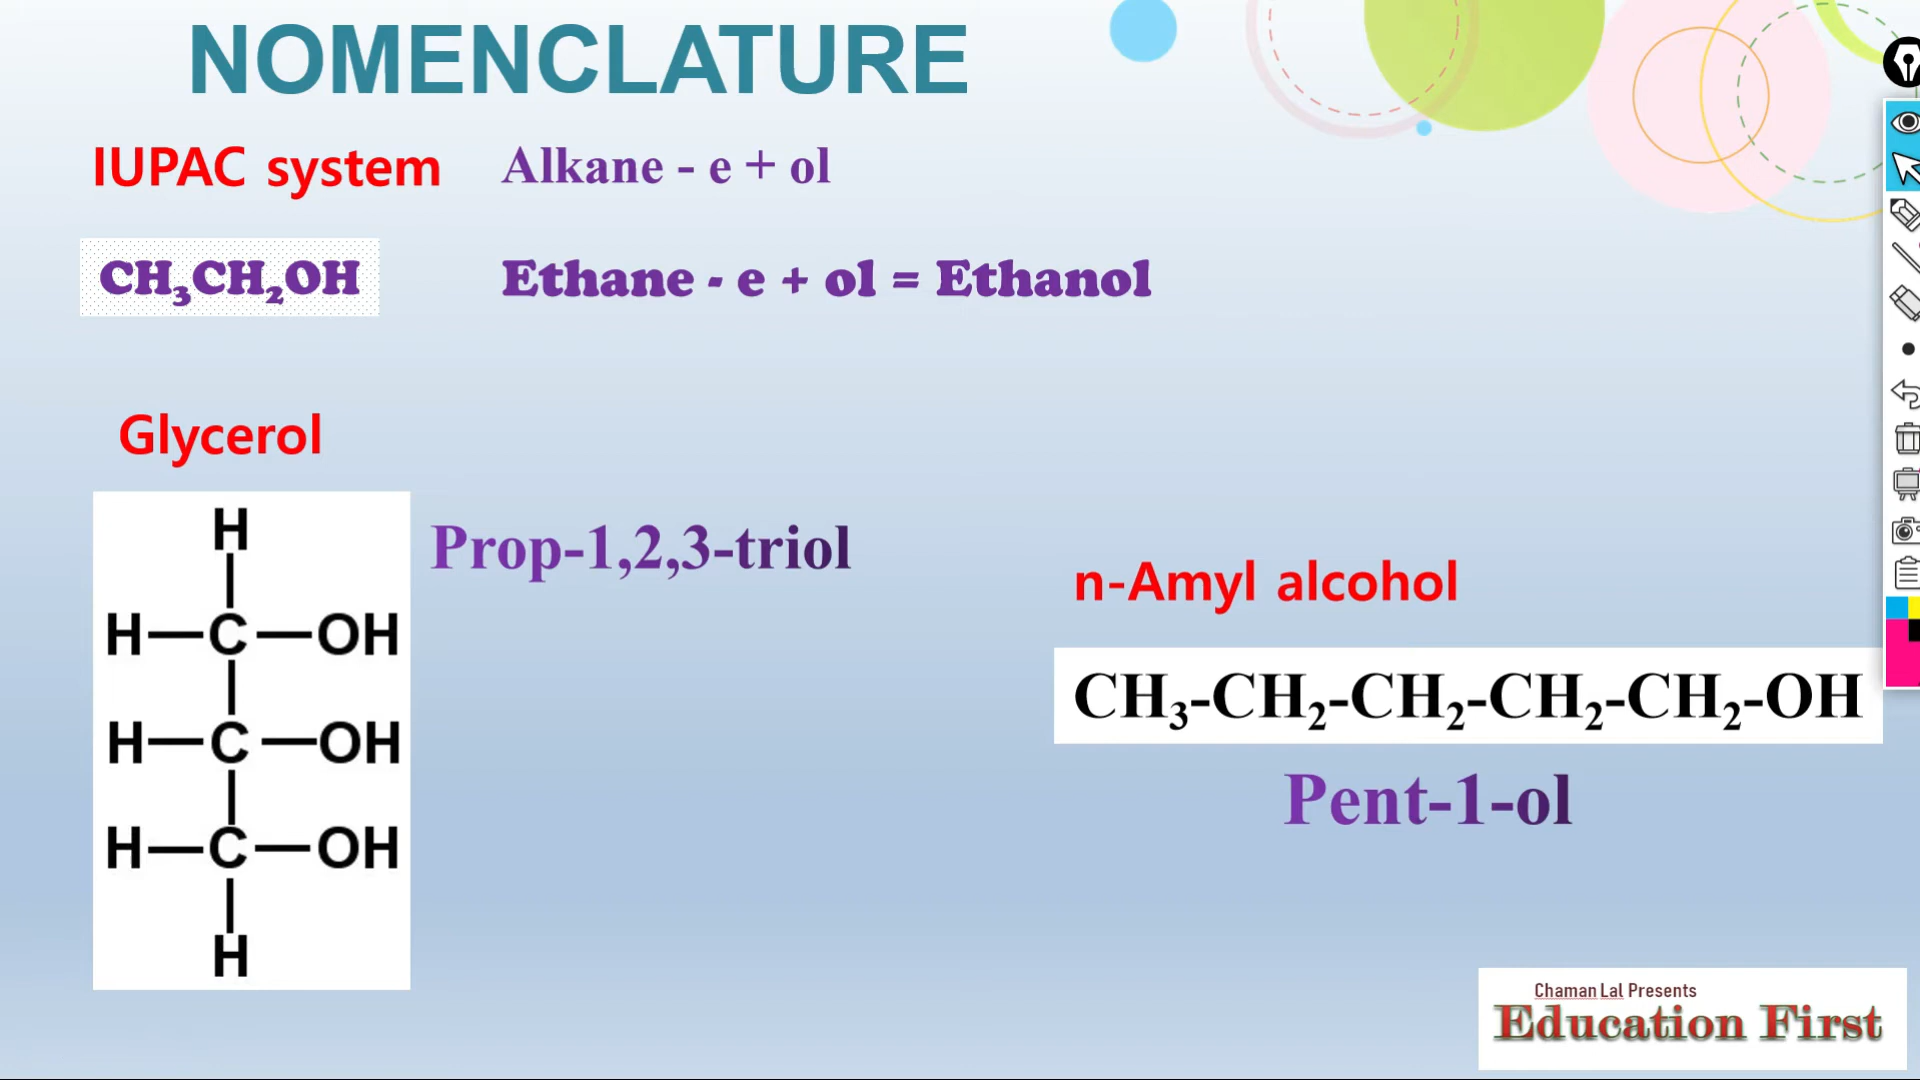 NOMENCLATURE
IUPAC system Alkane - e + ol
CH₃CH₂OH Ethane - e + ol = Ethanol
Glycerol
H
H—C—OH
H—C—OH
H—C—OH
H
Prop-1,2,3-triol
n-Amyl alcohol
CH₃-CH₂-CH₂-CH₂-CH₂-OH
Pent-1-ol
Chaman Lal Presents
Education First